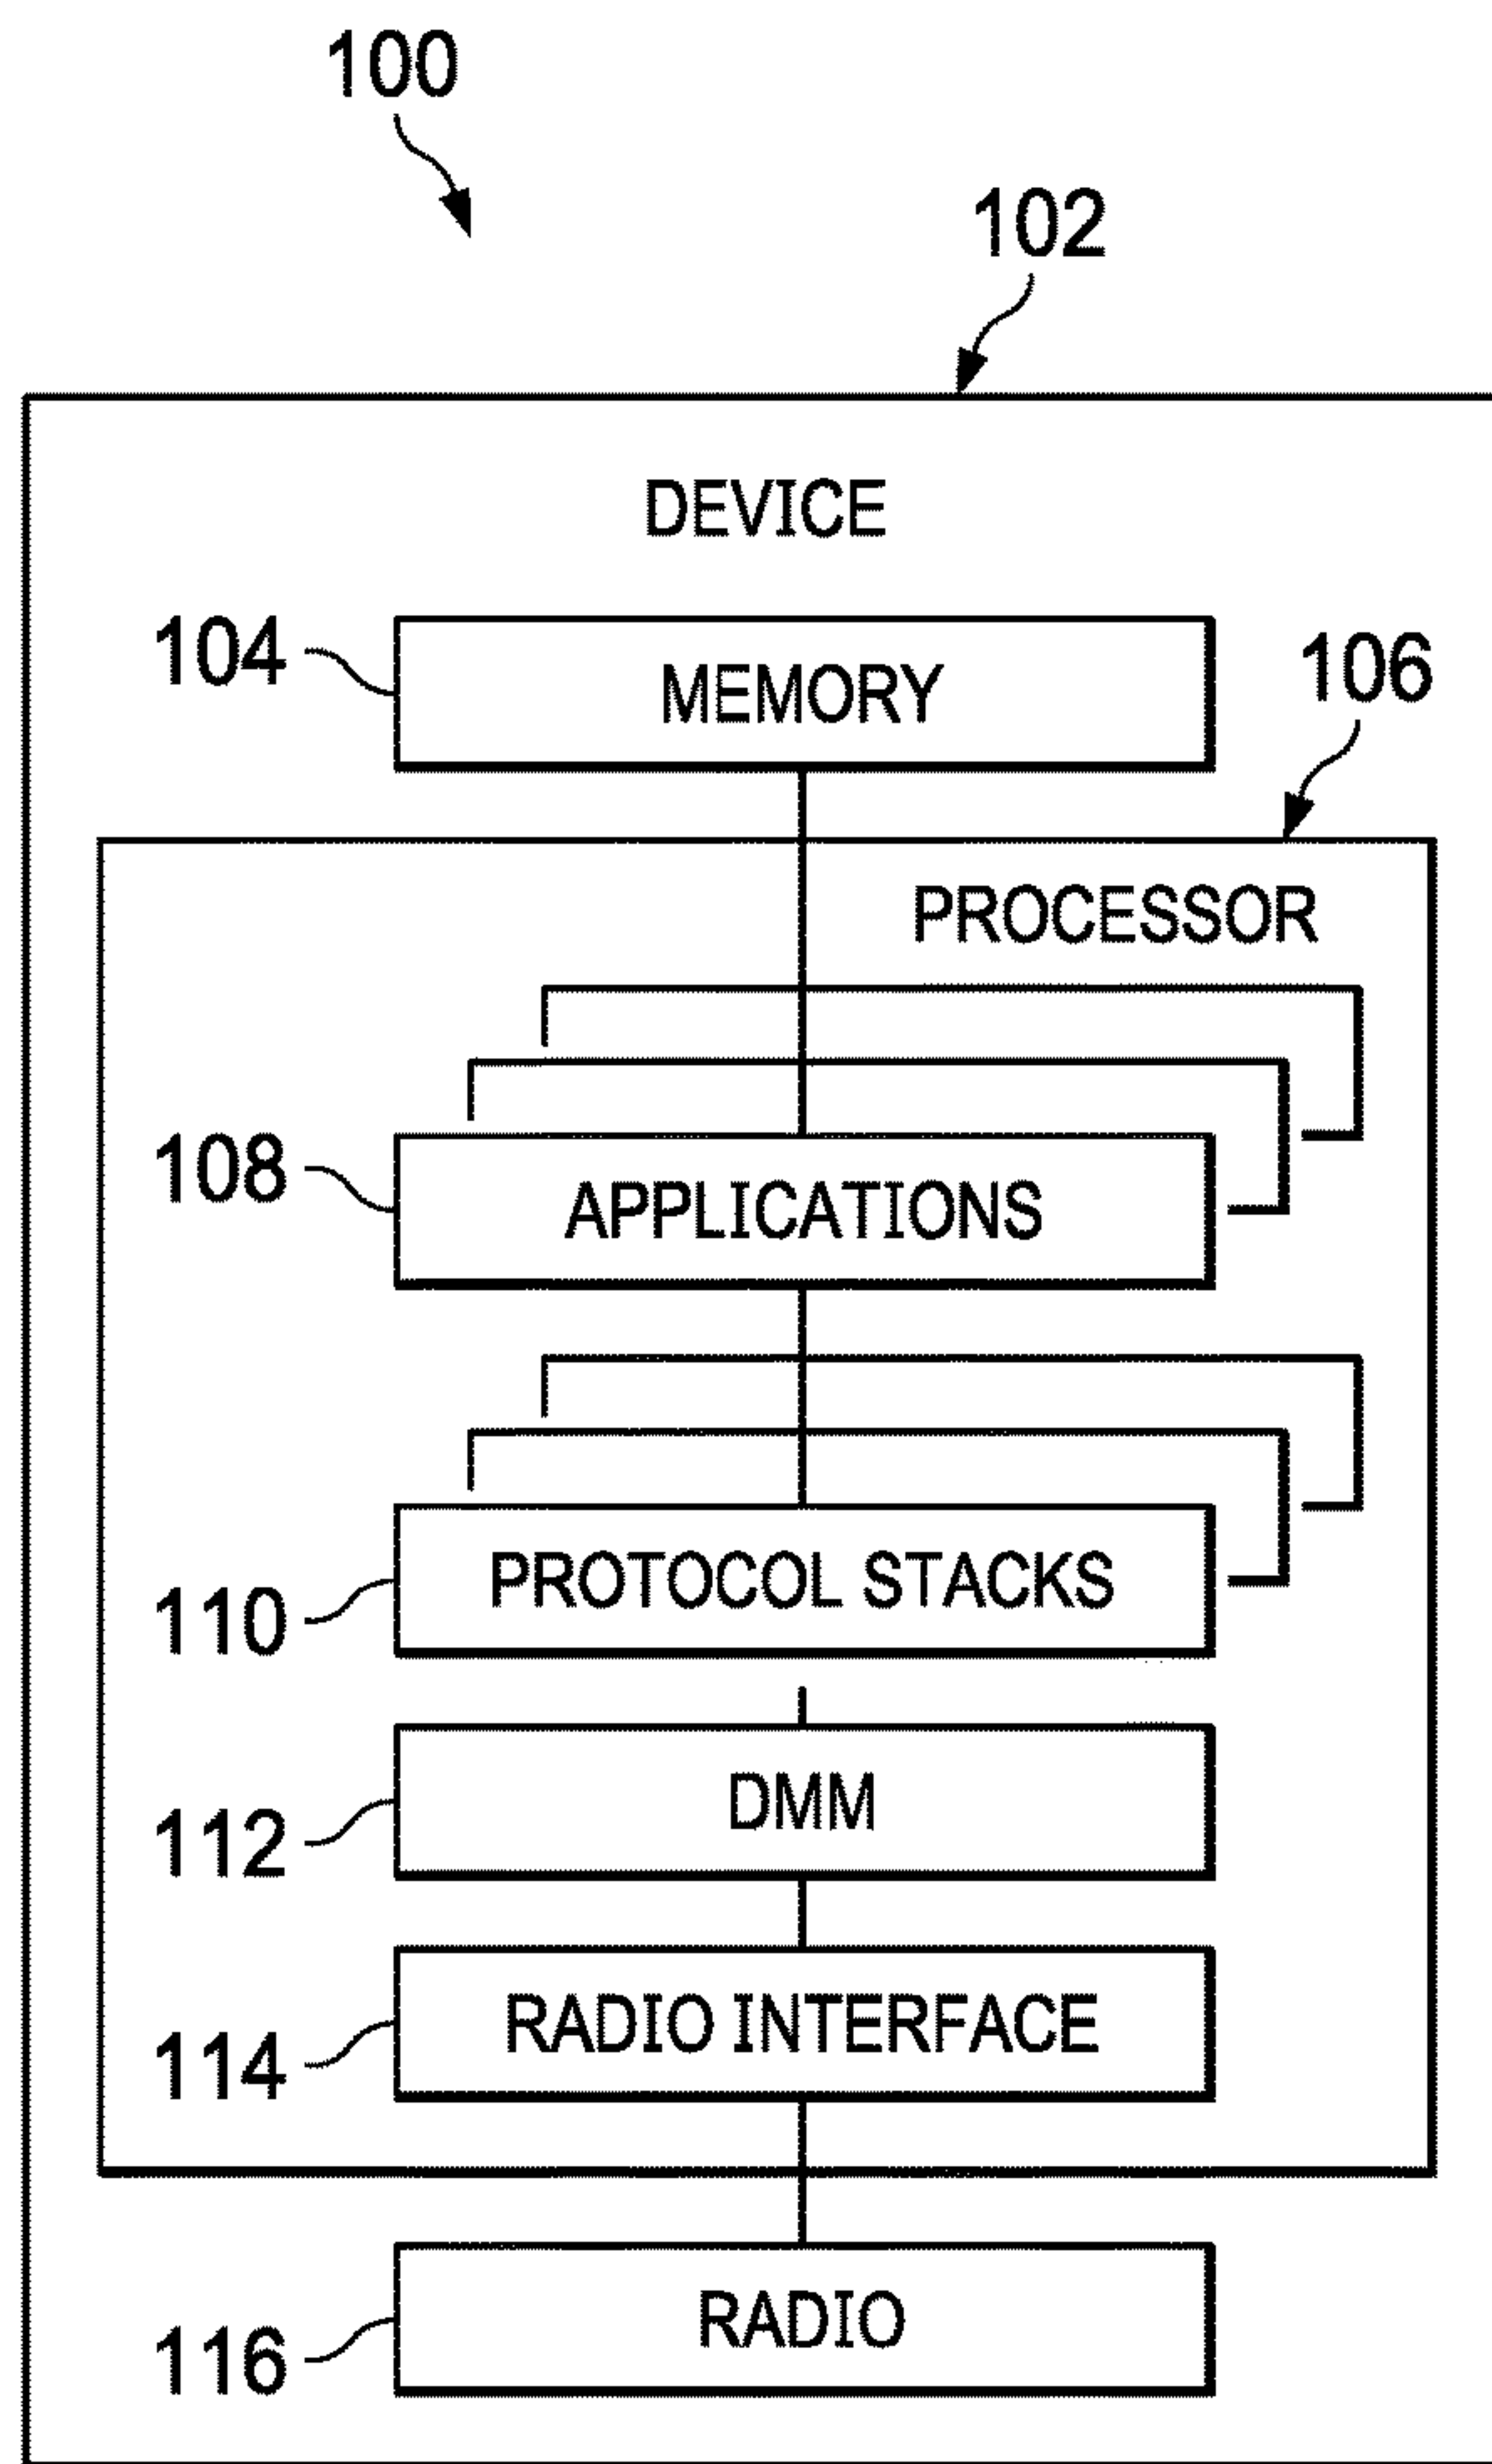 100
102
DEVICE
104
MEMORY
106
PROCESSOR
108
APPLICATIONS
110
PROTOCOL STACKS
112
DMM
114
RADIO INTERFACE
116
RADIO